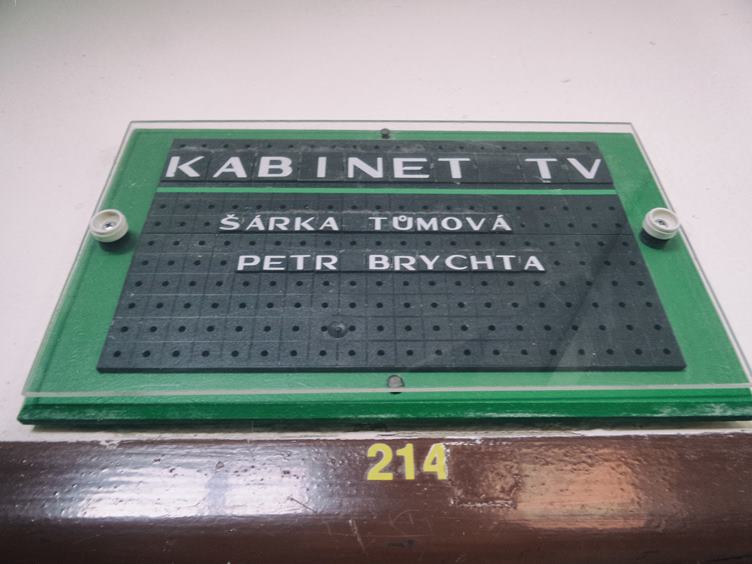 KABINET TV
ŠÁRKA TŮMOVÁ
PETR BRYCHTA
214